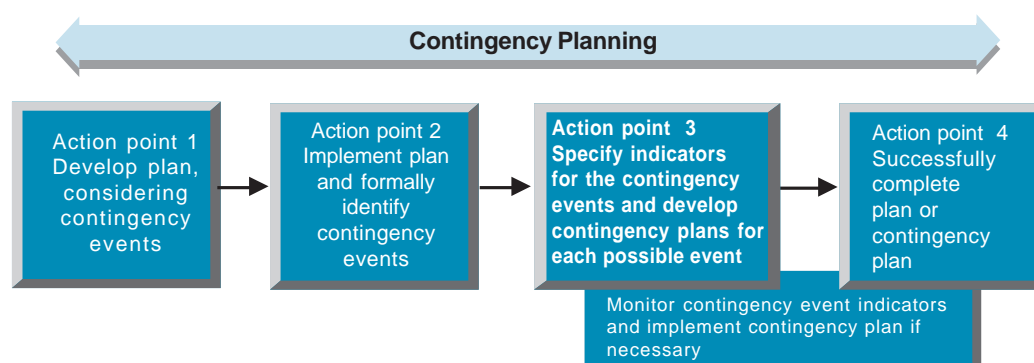 Contingency Planning
Action point 1
Develop plan,
considering
contingency
events
Action point 2
Implement plan
and formally
identify
contingency
events
Action point 3
Specify indicators
for the contingency
events and develop
contingency plans for
each possible event
Action point 4
Successfully
complete
plan or
contingency
plan
Monitor contingency event indicators
and implement contingency plan if
necessary